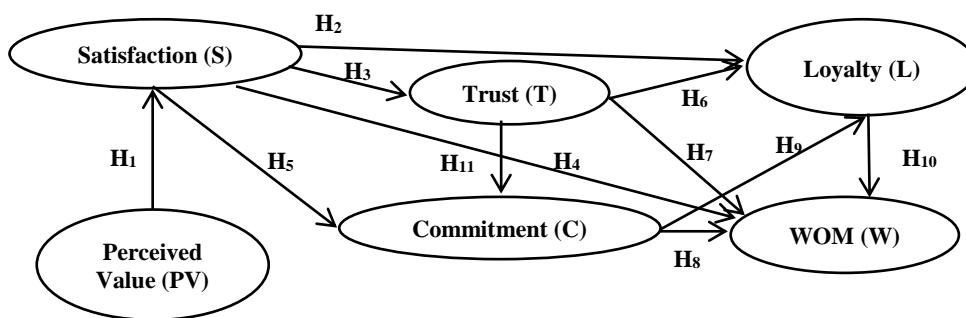 H2
Satisfaction (S)
Loyalty (L)
H3
Trust (T)
H6
H1
H5
H11
H4
H7
H9
H10
Commitment (C)
WOM (W)
H8
Perceived
Value (PV)